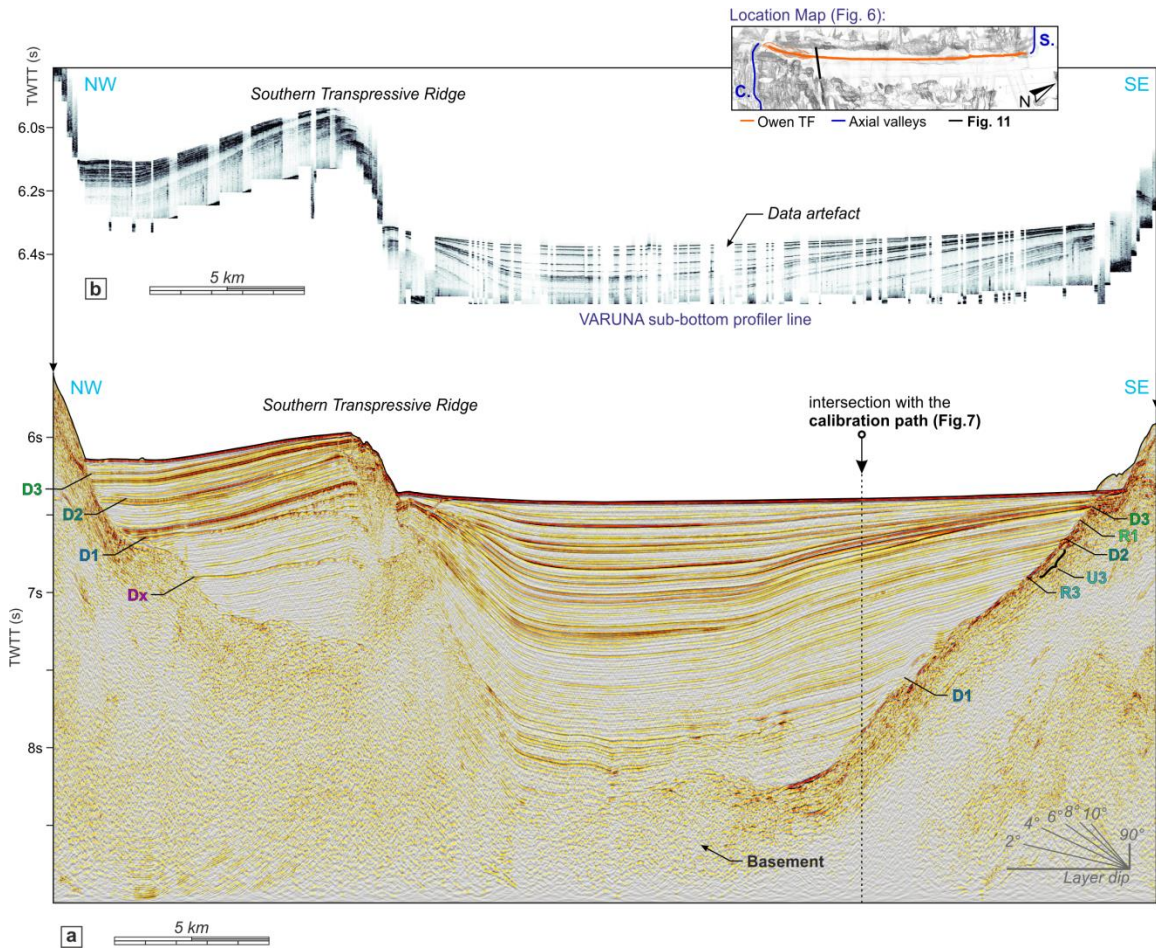 Location Map (Fig. 6):
S.
C.
N
Owen TF Axial valleys Fig. 11
TWTT (s)
NW
SE
Southern Transpressive Ridge
6.0s
6.2s
6.4s
Data artefact
5 km
b
VARUNA sub-bottom profiler line
NW
SE
Southern Transpressive Ridge
intersection with the
calibration path (Fig.7)
6s
D3
D2
D1
Dx
7s
TWTT (s)
8s
D3
R1
D2
U3
R3
D1
Basement
2°
4°
6°
8°
10°
90°
Layer dip
a
5 km